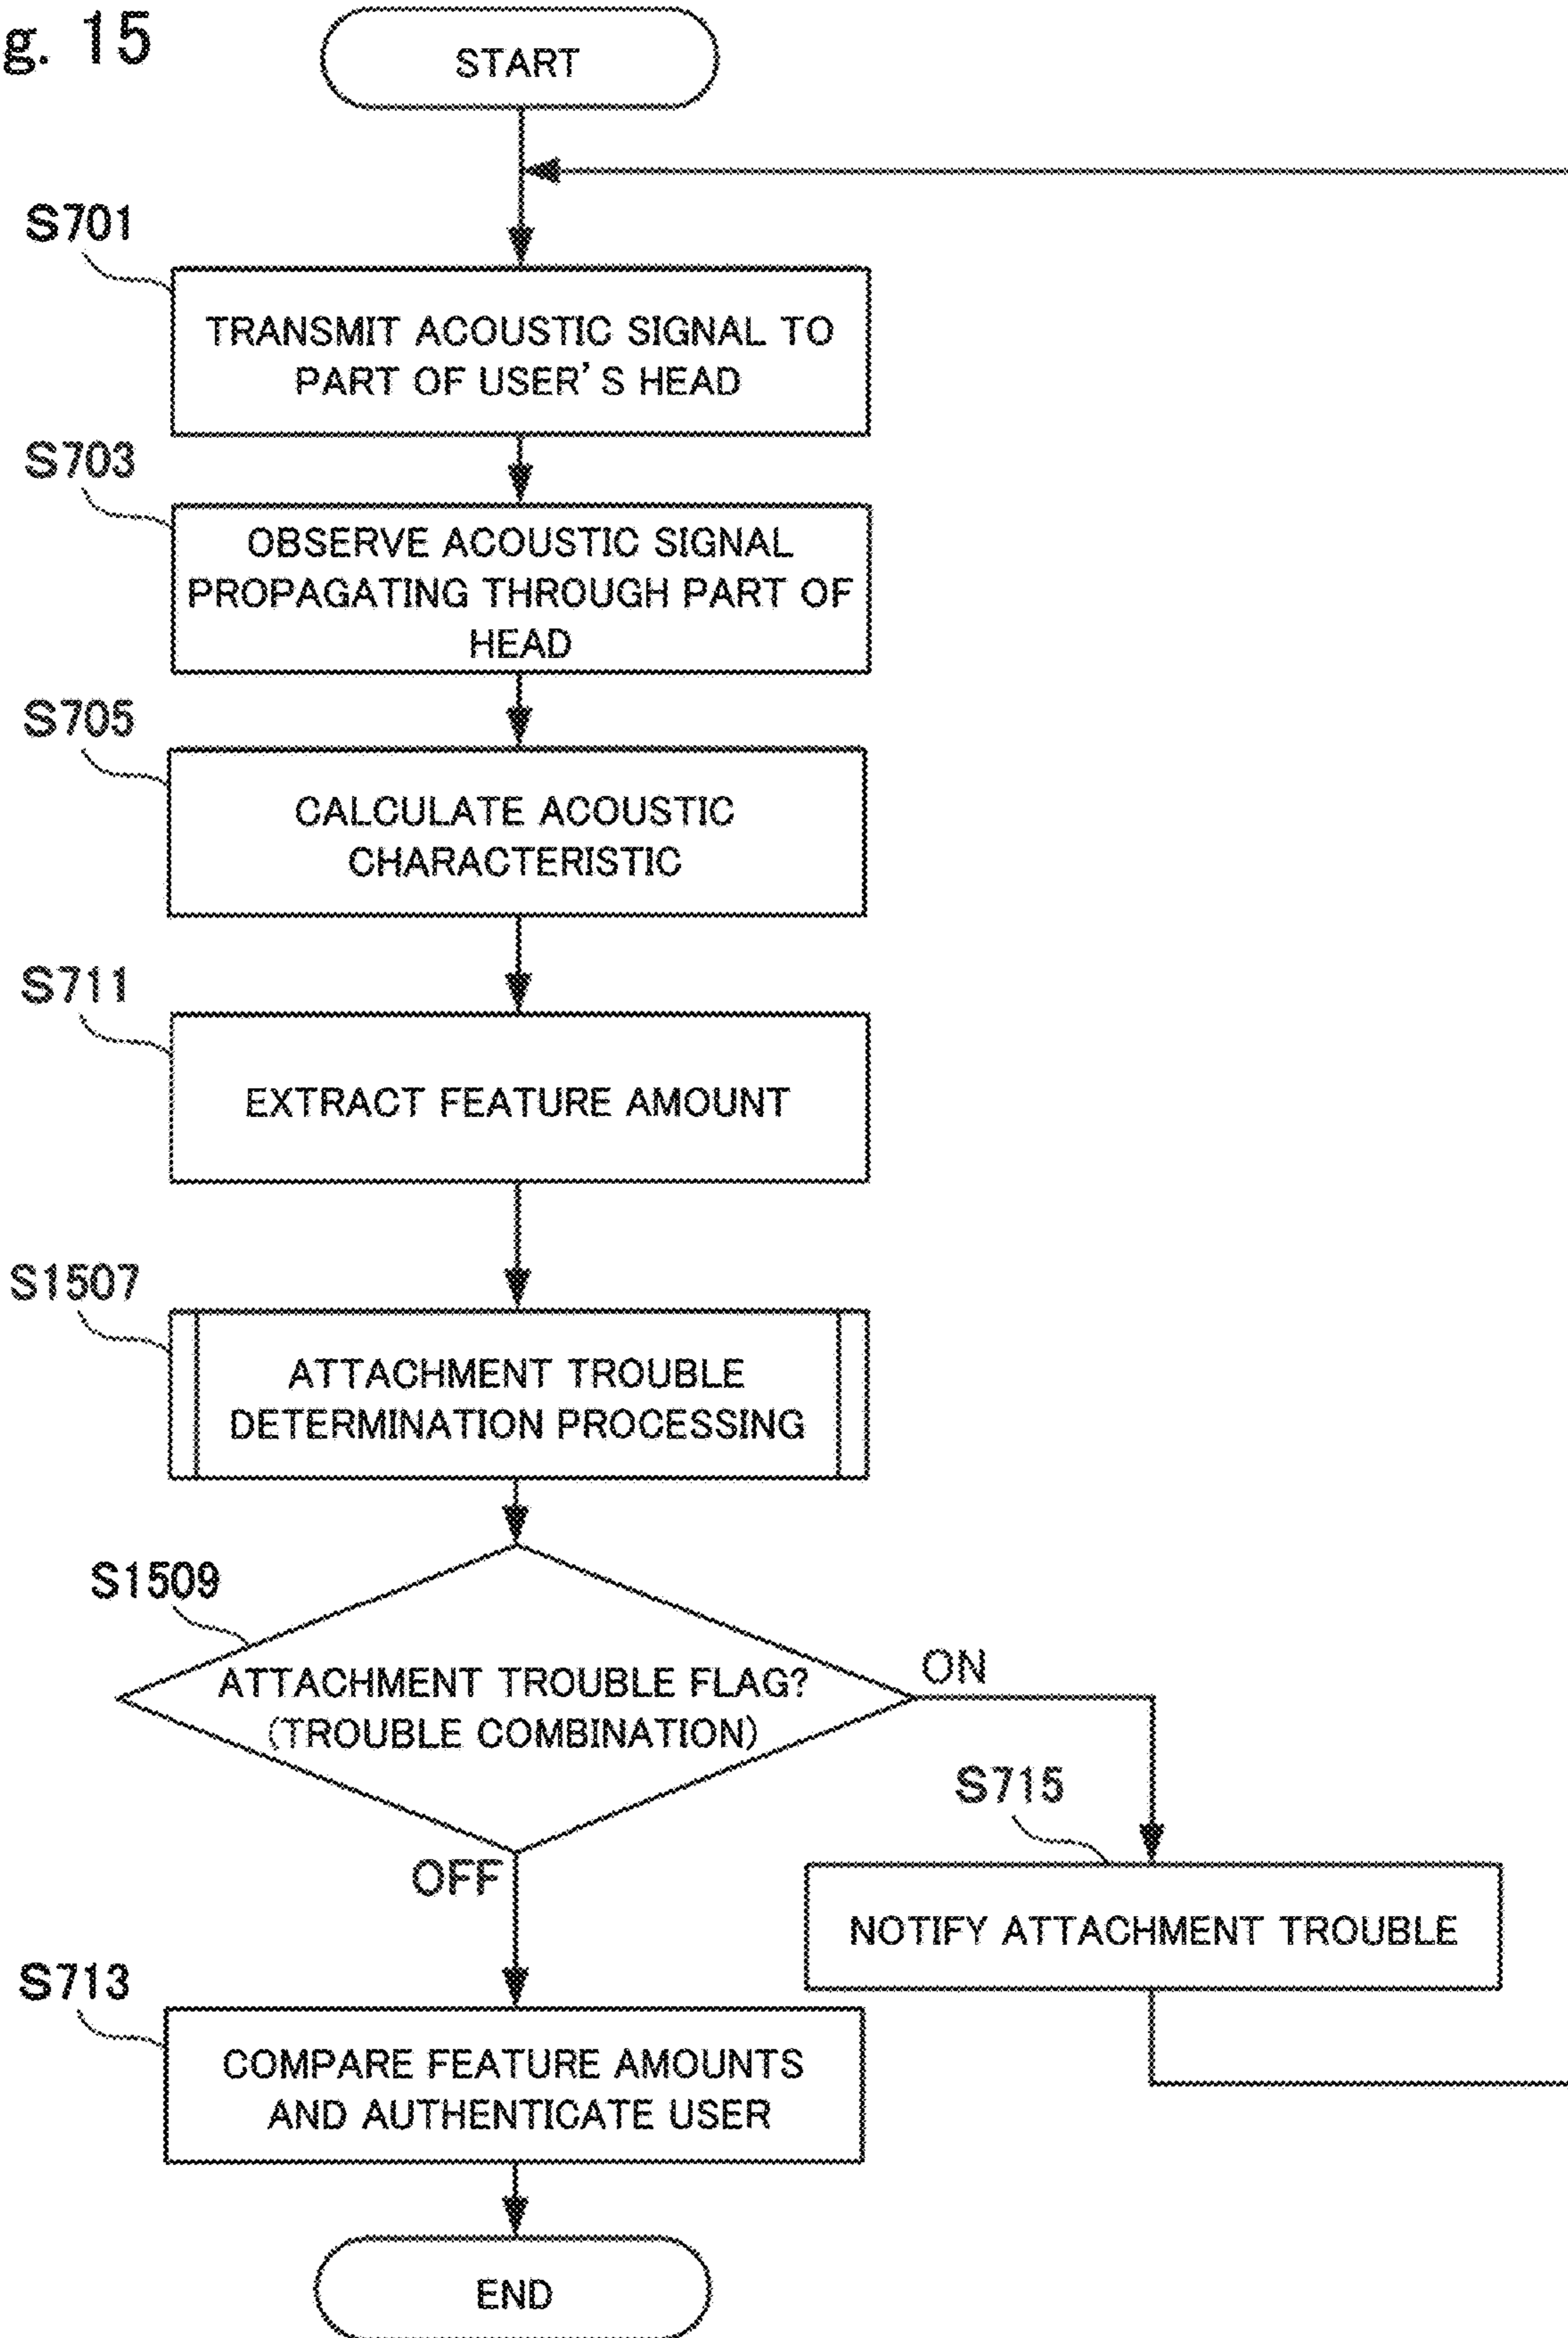 g. 15
START
S701
TRANSMIT ACOUSTIC SIGNAL TO
PART OF USER'S HEAD
S703
OBSERVE ACOUSTIC SIGNAL
PROPAGATING THROUGH PART OF
HEAD
S705
CALCULATE ACOUSTIC
CHARACTERISTIC
S711
EXTRACT FEATURE AMOUNT
S1507
ATTACHMENT TROUBLE
DETERMINATION PROCESSING
S1509
ATTACHMENT TROUBLE FLAG?
(TROUBLE COMBINATION)
ON
OFF
S715
NOTIFY ATTACHMENT TROUBLE
S713
COMPARE FEATURE AMOUNTS
AND AUTHENTICATE USER
END